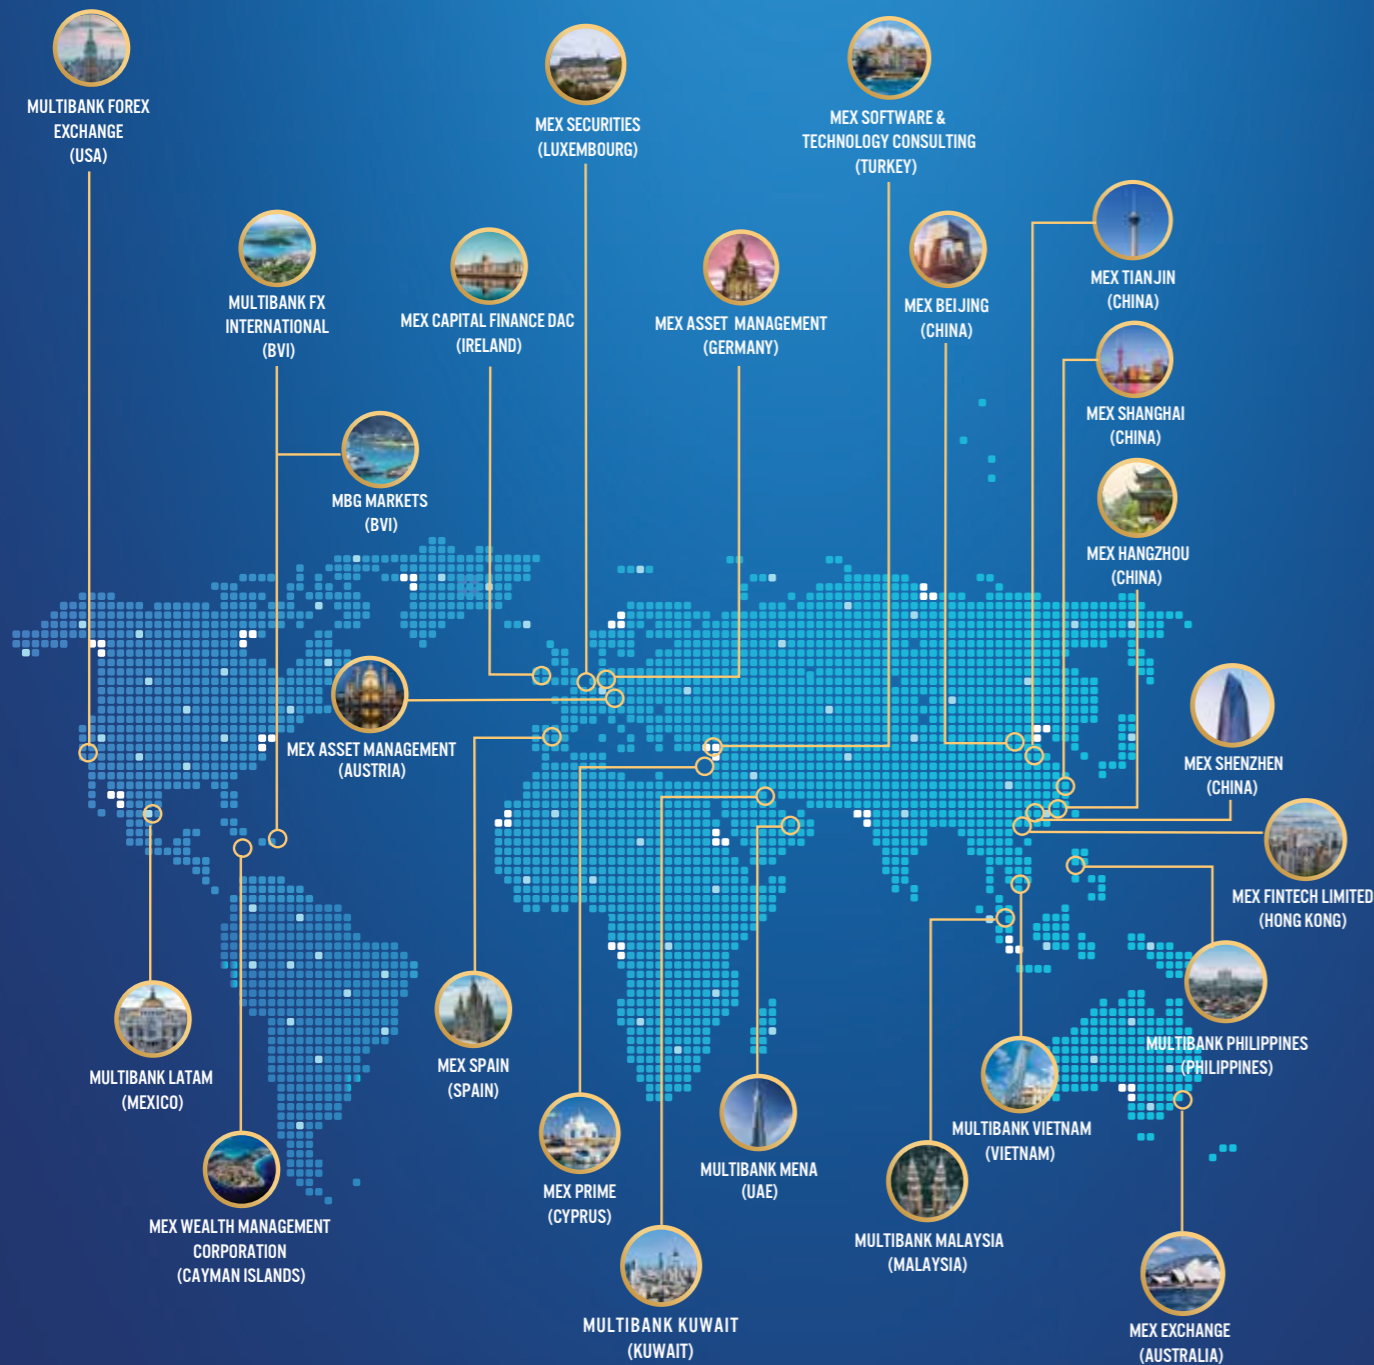 MULTIBANK FOREX
EXCHANGE
(USA)
MEX SECURITIES
(LUXEMBOURG)
MEX SOFTWARE &
TECHNOLOGY CONSULTING
(TURKEY)
MULTIBANK FX
INTERNATIONAL
(BVI)
MEX CAPITAL FINANCE DAC
(IRELAND)
MEX ASSET MANAGEMENT
(GERMANY)
MEX BEIJING
(CHINA)
MEX TIANJIN
(CHINA)
MEX SHANGHAI
(CHINA)
MBG MARKETS
(BVI)
MEX HANGZHOU
(CHINA)
MEX ASSET MANAGEMENT
(AUSTRIA)
MEX SHENZHEN
(CHINA)
MEX FINTECH LIMITED
(HONG KONG)
MULTIBANK LATAM
(MEXICO)
MEX SPAIN
(SPAIN)
MULTIBANK PHILIPPINES
(PHILIPPINES)
MEX WEALTH MANAGEMENT
CORPORATION
(CAYMAN ISLANDS)
MEX PRIME
(CYPRUS)
MULTIBANK MENA
(UAE)
MULTIBANK VIETNAM
(VIETNAM)
MULTIBANK MALAYSIA
(MALAYSIA)
MULTIBANK KUWAIT
(KUWAIT)
MEX EXCHANGE
(AUSTRALIA)